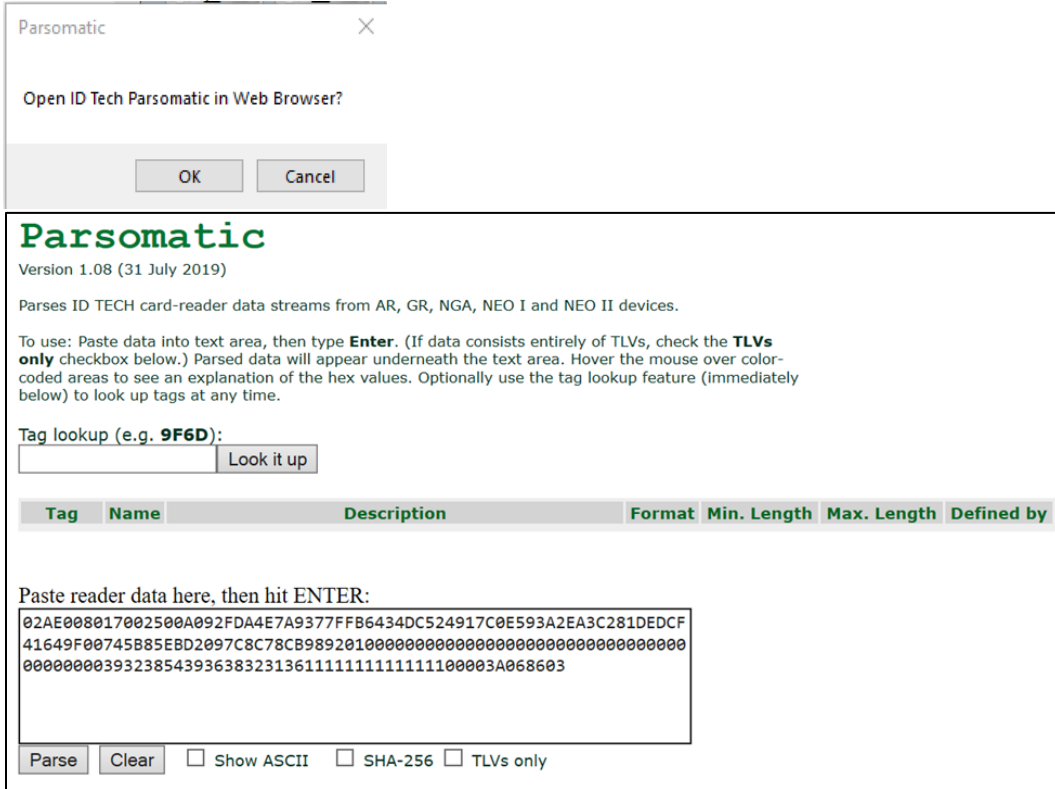 Parsomatic
Open ID Tech Parsomatic in Web Browser?
OK Cancel
Parsomatic
Version 1.08 (31 July 2019)
Parses ID TECH card-reader data streams from AR, GR, NGA, NEO I and NEO II devices.
To use: Paste data into text area, then type Enter. (If data consists entirely of TLVs, check the TLVs
only checkbox below.) Parsed data will appear underneath the text area. Hover the mouse over color-
coded areas to see an explanation of the hex values. Optionally use the tag lookup feature (immediately
below) to look up tags at any time.
Tag lookup (e.g. 9F6D):
Look it up
Tag Name Description Format Min. Length Max. Length Defined by
Paste reader data here, then hit ENTER:
02AE008017002500A092FDA4E7A9377FFB6434DC524917C0E593A2EA3C281DEDCF
41649F00745B85EBD2097C8C78CB989201000000000000000000000000000000000
000000003932385439363832313611111111111111100003A068603
Parse Clear Show ASCII SHA-256 TLVs only